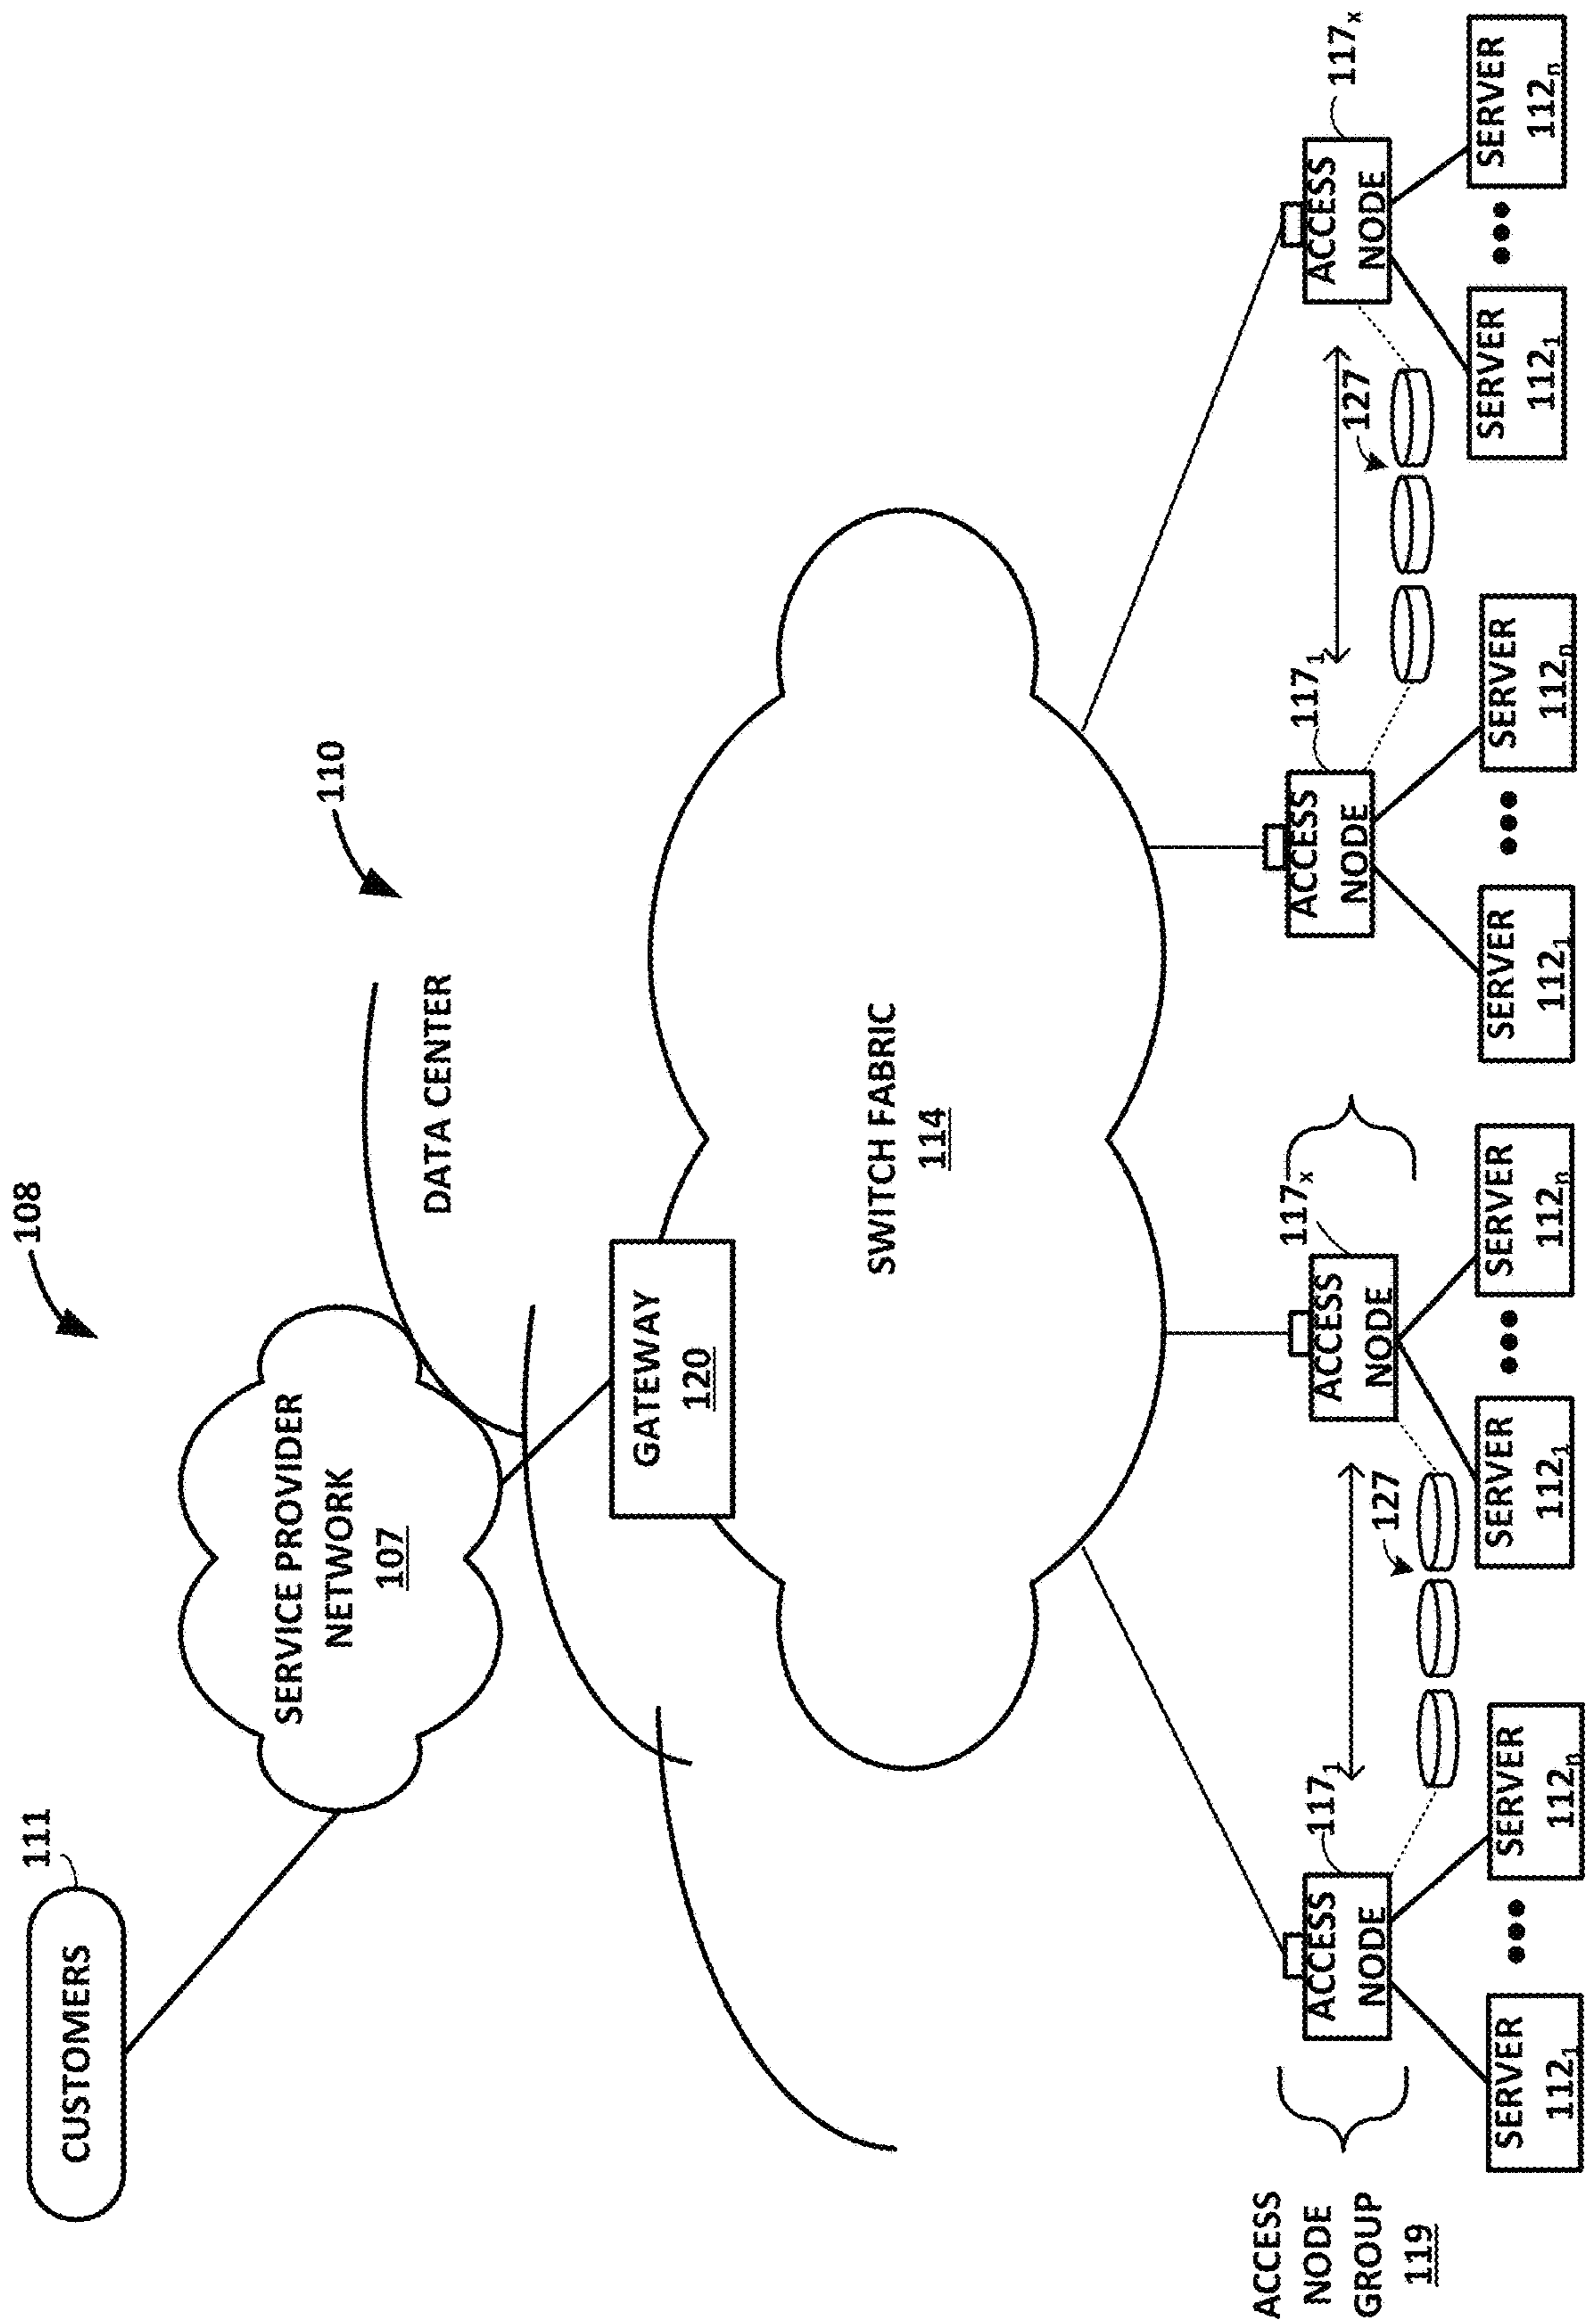 108
CUSTOMERS
111
SERVICE PROVIDER
NETWORK
107
110
DATA CENTER
GATEWAY
120
SWITCH FABRIC
114
ACCESS
NODE
GROUP
119
ACCESS
NODE
117₁
127
ACCESS
NODE
117ₓ
ACCESS
NODE
117₁
127
ACCESS
NODE
117ₓ
SERVER
112₁
SERVER
112ₙ
SERVER
112₁
SERVER
112ₙ
SERVER
112₁
SERVER
112ₙ
SERVER
112₁
SERVER
112ₙ